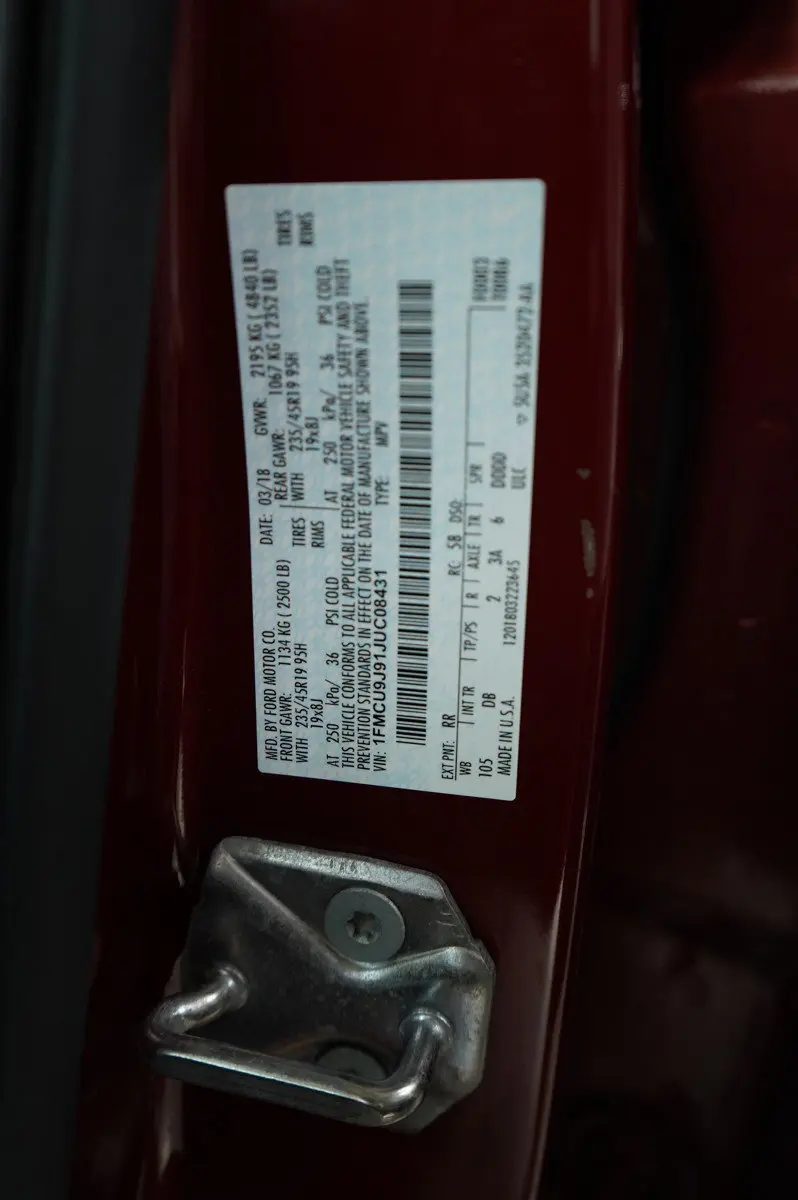 MFD. BY FORD MOTOR CO.
DATE: 03/18 GVWR: 2195 KG ( 4840 LB)
FRONT GAWR: 1134 KG ( 2500 LB) REAR GAWR: 1067 KG ( 2352 LB)
WITH 235/45R19 95H TIRES WITH 235/45R19 95H TIRES
19x8J RIMS 19x8J RIMS
AT 250 kPa/ 36 PSI COLD AT 250 kPa/ 36 PSI COLD
THIS VEHICLE CONFORMS TO ALL APPLICABLE FEDERAL MOTOR VEHICLE SAFETY AND THEFT
PREVENTION STANDARDS IN EFFECT ON THE DATE OF MANUFACTURE SHOWN ABOVE.
VIN: 1FMCU9J91JUC08431 TYPE: MPV
EXT PNT: RR RC: 5B DSO:
WB INT TR TP/PS R AXLE TR SPR
105 DB 2 3A 6 DDDD
ULL
MADE IN U.S.A. 1201803223645